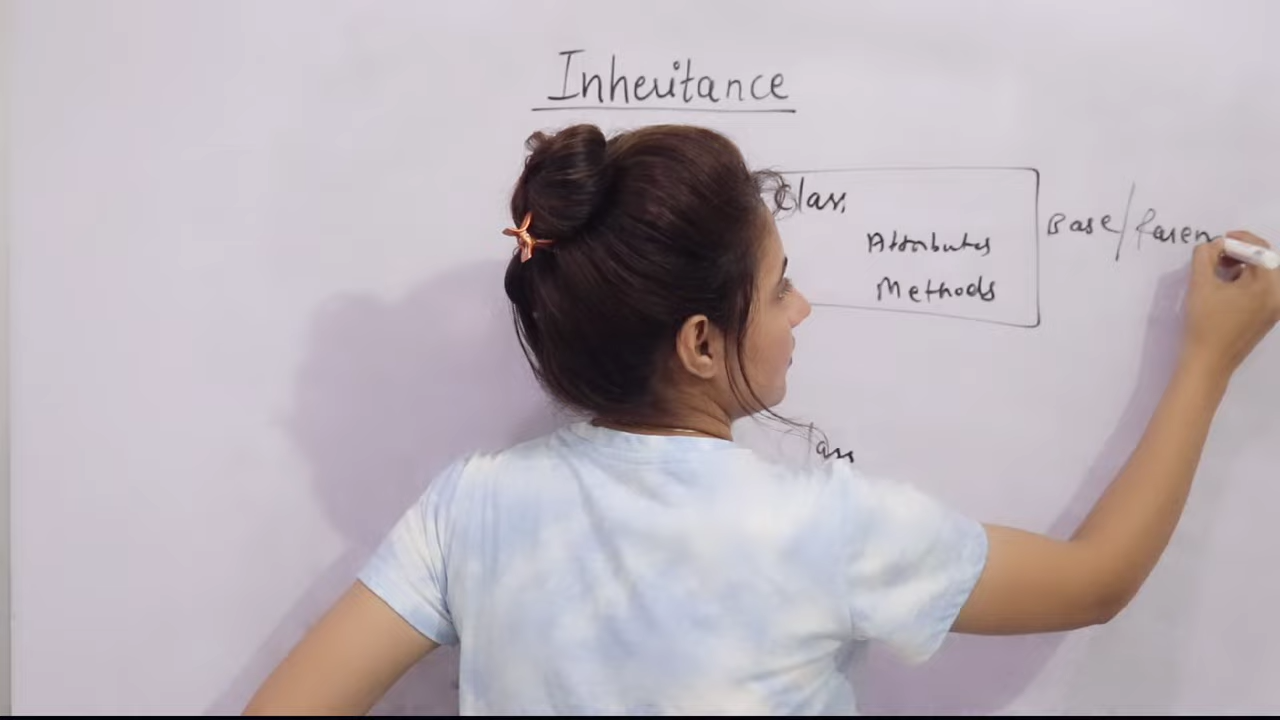 Inheritance
Class
Attributes
Methods
Base/Paren